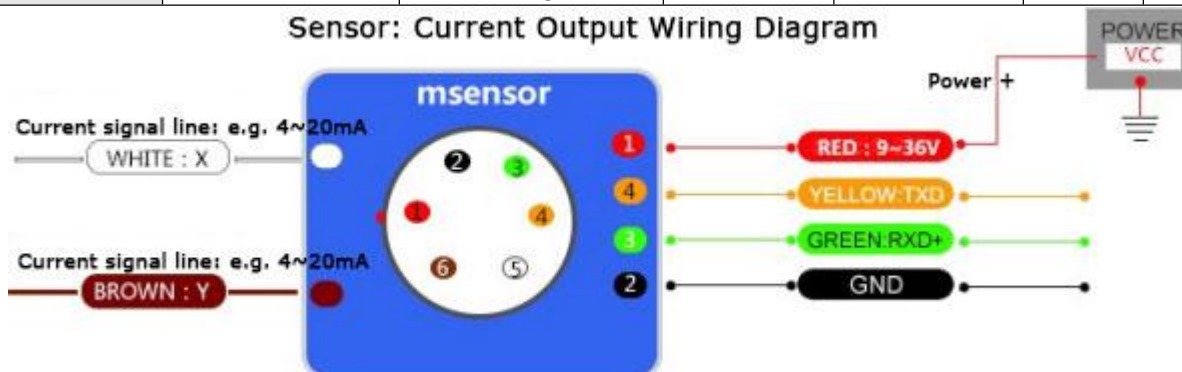 Sensor: Current Output Wiring Diagram
POWER
VCC
Power +
msensor
Current signal line: e.g. 4~20mA
WHITE : X
Current signal line: e.g. 4~20mA
BROWN : Y
2
3
1
4
6
5
1
RED : 9~36V
4
YELLOW:TXD
3
GREEN:RXD+
2
GND